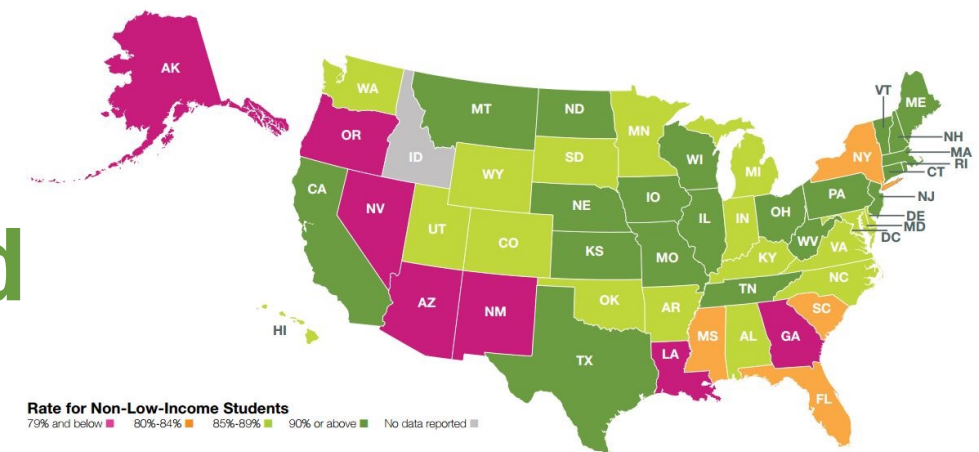 AK
WA
MT
ND
MN
VT
ME
OR
ID
SD
WI
MI
NY
NH
MA
RI
CT
WY
CA
NV
NE
IO
PA
NJ
UT
CO
IL
IN
OH
DE
MD
DC
KS
MO
WV
VA
KY
NC
AZ
NM
OK
AR
TN
SC
HI
TX
LA
MS
AL
GA
FL
d
Rate for Non-Low-Income Students
79% and below 80%-84% 85%-89% 90% or above No data reported